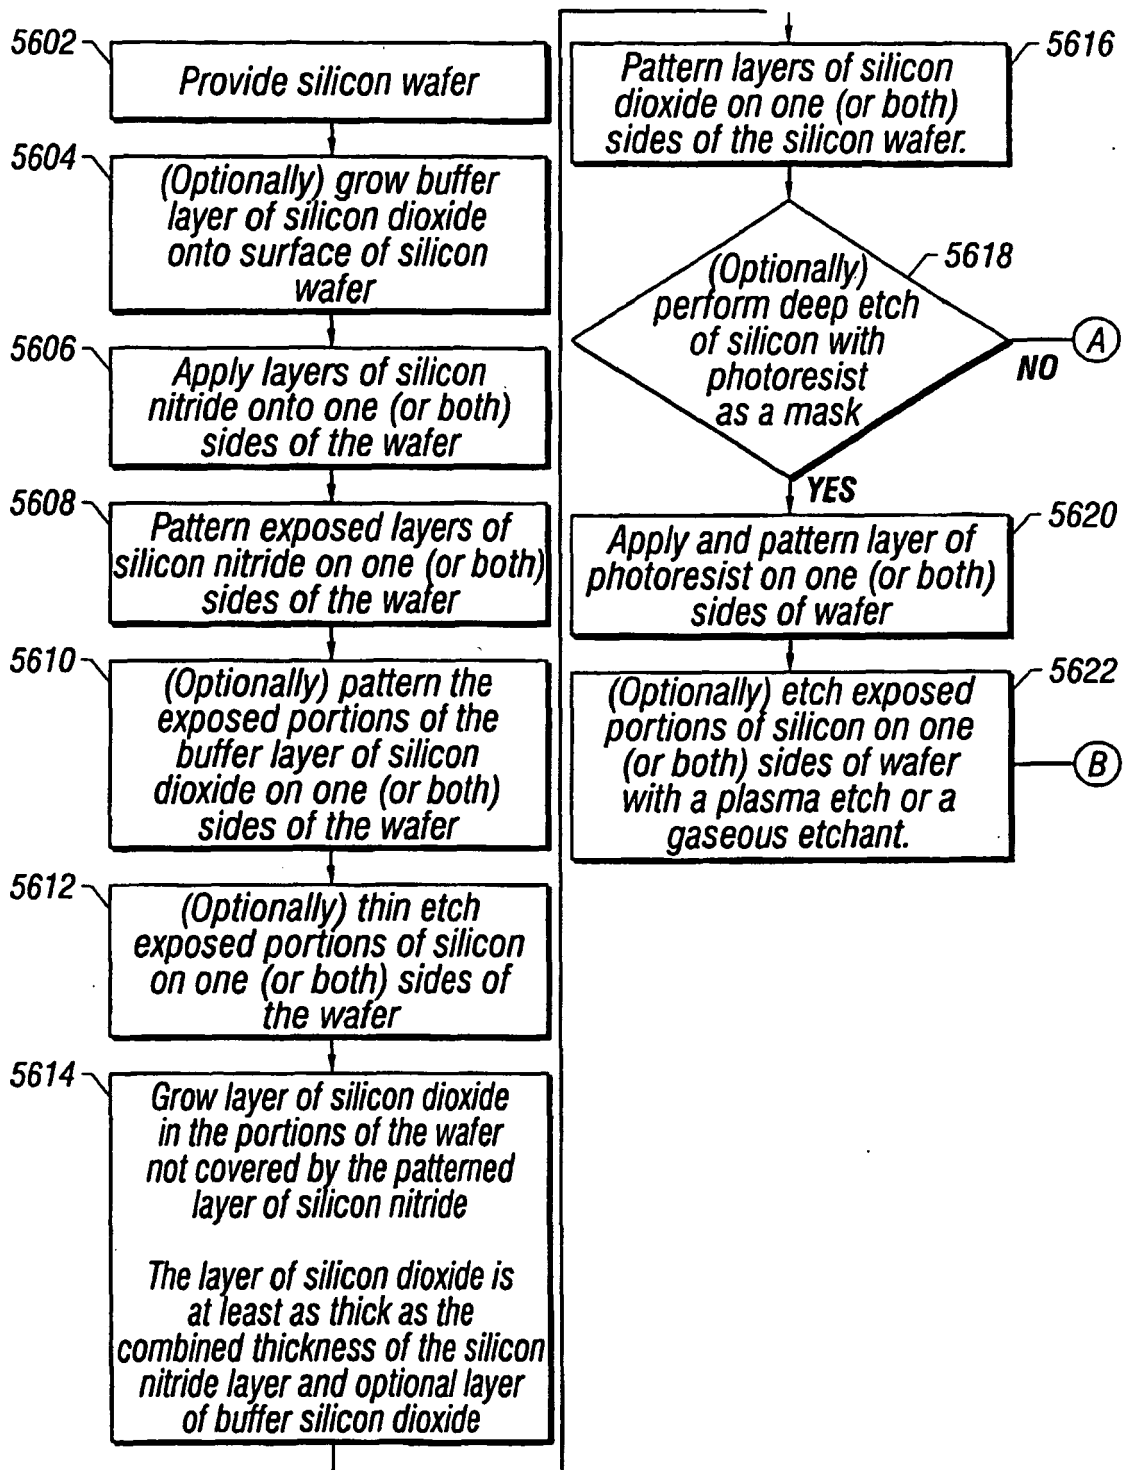 5602
Provide silicon wafer
5604
(Optionally) grow buffer
layer of silicon dioxide
onto surface of silicon
wafer
5606
Apply layers of silicon
nitride onto one (or both)
sides of the wafer
5608
Pattern exposed layers of
silicon nitride on one (or both)
sides of the wafer
5610
(Optionally) pattern the
exposed portions of the
buffer layer of silicon
dioxide on one (or both)
sides of the wafer
5612
(Optionally) thin etch
exposed portions of silicon
on one (or both) sides of
the wafer
5614
Grow layer of silicon dioxide
in the portions of the wafer
not covered by the patterned
layer of silicon nitride
The layer of silicon dioxide is
at least as thick as the
combined thickness of the silicon
nitride layer and optional layer
of buffer silicon dioxide
5616
Pattern layers of silicon
dioxide on one (or both)
sides of the silicon wafer.
5618
(Optionally)
perform deep etch
of silicon with
photoresist
as a mask
NO
A
YES
5620
Apply and pattern layer of
photoresist on one (or both)
sides of wafer
5622
(Optionally) etch exposed
portions of silicon on one
(or both) sides of wafer
with a plasma etch or a
gaseous etchant.
B